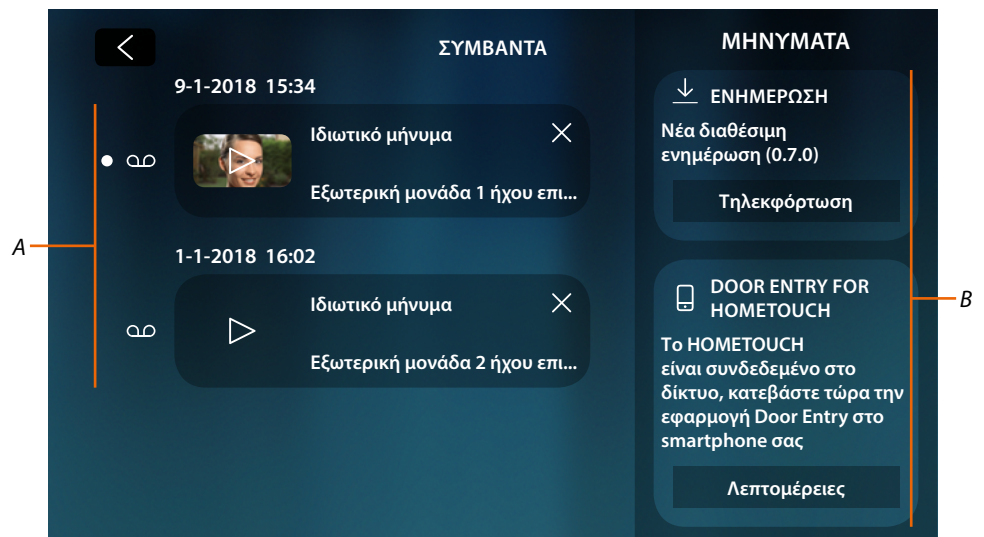 ΣΥΜΒΑΝΤΑ
9-1-2018 15:34
Ιδιωτικό μήνυμα
Εξωτερική μονάδα 1 ήχου επι...
A
1-1-2018 16:02
Ιδιωτικό μήνυμα
Εξωτερική μονάδα 2 ήχου επι...
ΜΗΝΥΜΑΤΑ
ΕΝΗΜΕΡΩΣΗ
Νέα διαθέσιμη
ενημέρωση (0.7.0)
Τηλεκφόρτωση
B
DOOR ENTRY FOR
HOMETOUCH
Το HOMETOUCH
είναι συνδεδεμένο στο
δίκτυο, κατεβάστε τώρα την
εφαρμογή Door Entry στο
smartphone σας
Λεπτομέρειες